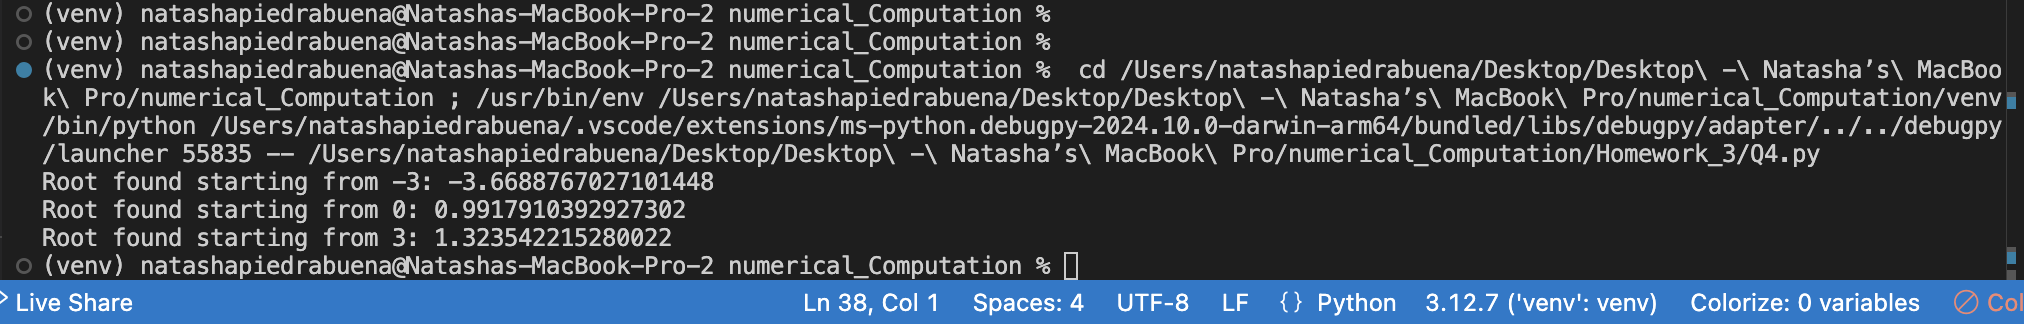 (venv) natashapiedrabuena@Natashas-MacBook-Pro-2 numerical_Computation %
(venv) natashapiedrabuena@Natashas-MacBook-Pro-2 numerical_Computation %
(venv) natashapiedrabuena@Natashas-MacBook-Pro-2 numerical_Computation %  cd /Users/natashapiedrabuena/Desktop/Desktop\ -\ Natasha’s\ MacBoo
k\ Pro/numerical_Computation ; /usr/bin/env /Users/natashapiedrabuena/Desktop/Desktop\ -\ Natasha’s\ MacBook\ Pro/numerical_Computation/venv
/bin/python /Users/natashapiedrabuena/.vscode/extensions/ms-python.debugpy-2024.10.0-darwin-arm64/bundled/libs/debugpy/adapter/../../debugpy
/launcher 55835 -- /Users/natashapiedrabuena/Desktop/Desktop\ -\ Natasha’s\ MacBook\ Pro/numerical_Computation/Homework_3/Q4.py
Root found starting from -3: -3.6688767027101448
Root found starting from 0: 0.9917910392927302
Root found starting from 3: 1.323542215280022
(venv) natashapiedrabuena@Natashas-MacBook-Pro-2 numerical_Computation %
Live Share Ln 38, Col 1 Spaces: 4 UTF-8 LF {} Python 3.12.7 ('venv': venv) Colorize: 0 variables Col